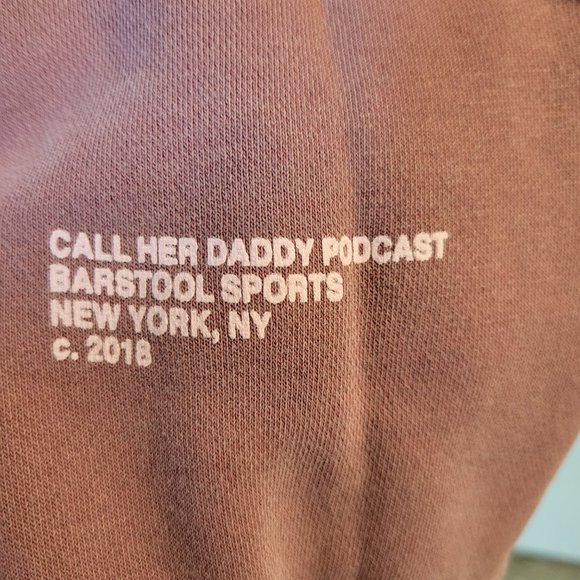 CALL HER DADDY PODCAST
BARSTOOL SPORTS
NEW YORK, NY
c. 2018